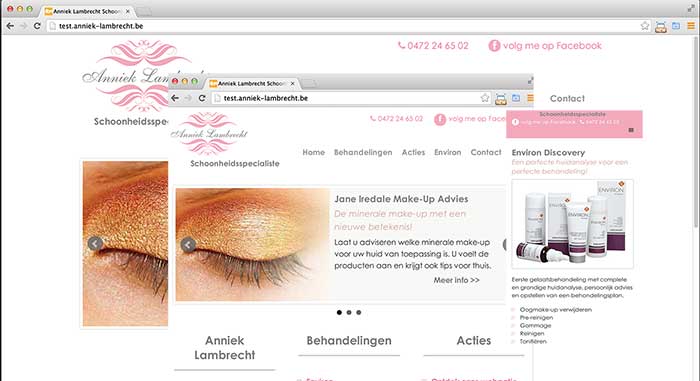 Anniek Lambrecht Schoon
test.anniek-lambrecht.be
0472 24 65 02
volg me op Facebook
Anniek Lam
Schoonheidsspe
Anniek Lambrecht Schoon
test.anniek-lambrecht.be
Anniek Lambrecht
Schoonheidsspecialiste
0472 24 65 02
volg me op Face
Home
Behandelingen
Acties
Environ
Contact
Jane Iredale Make-Up Advies
De minerale make-up met een
nieuwe betekenis!
Laat u adviseren welke minerale make-up
voor uw huid van toepassing is. U voelt de
producten aan en krijgt ook tips voor thuis.
Meer info >>
Anniek
Lambrecht
Behandelingen
Acties
Environ
Contact
Schoonheidsspecialiste
volg me op Facebook
0472 24 65 02
Environ Discovery
Een perfecte huidanalyse voor een
perfecte behandeling!
ENVIRON
Eerste gelaatsbehandeling met complete
en grondige huidanalyse, persoonlijk advies
en opstellen van een behandelingsplan.
Oogmake-up verwijderen
Pre-reinigen
Gommage
Reinigen
Tonifiëren